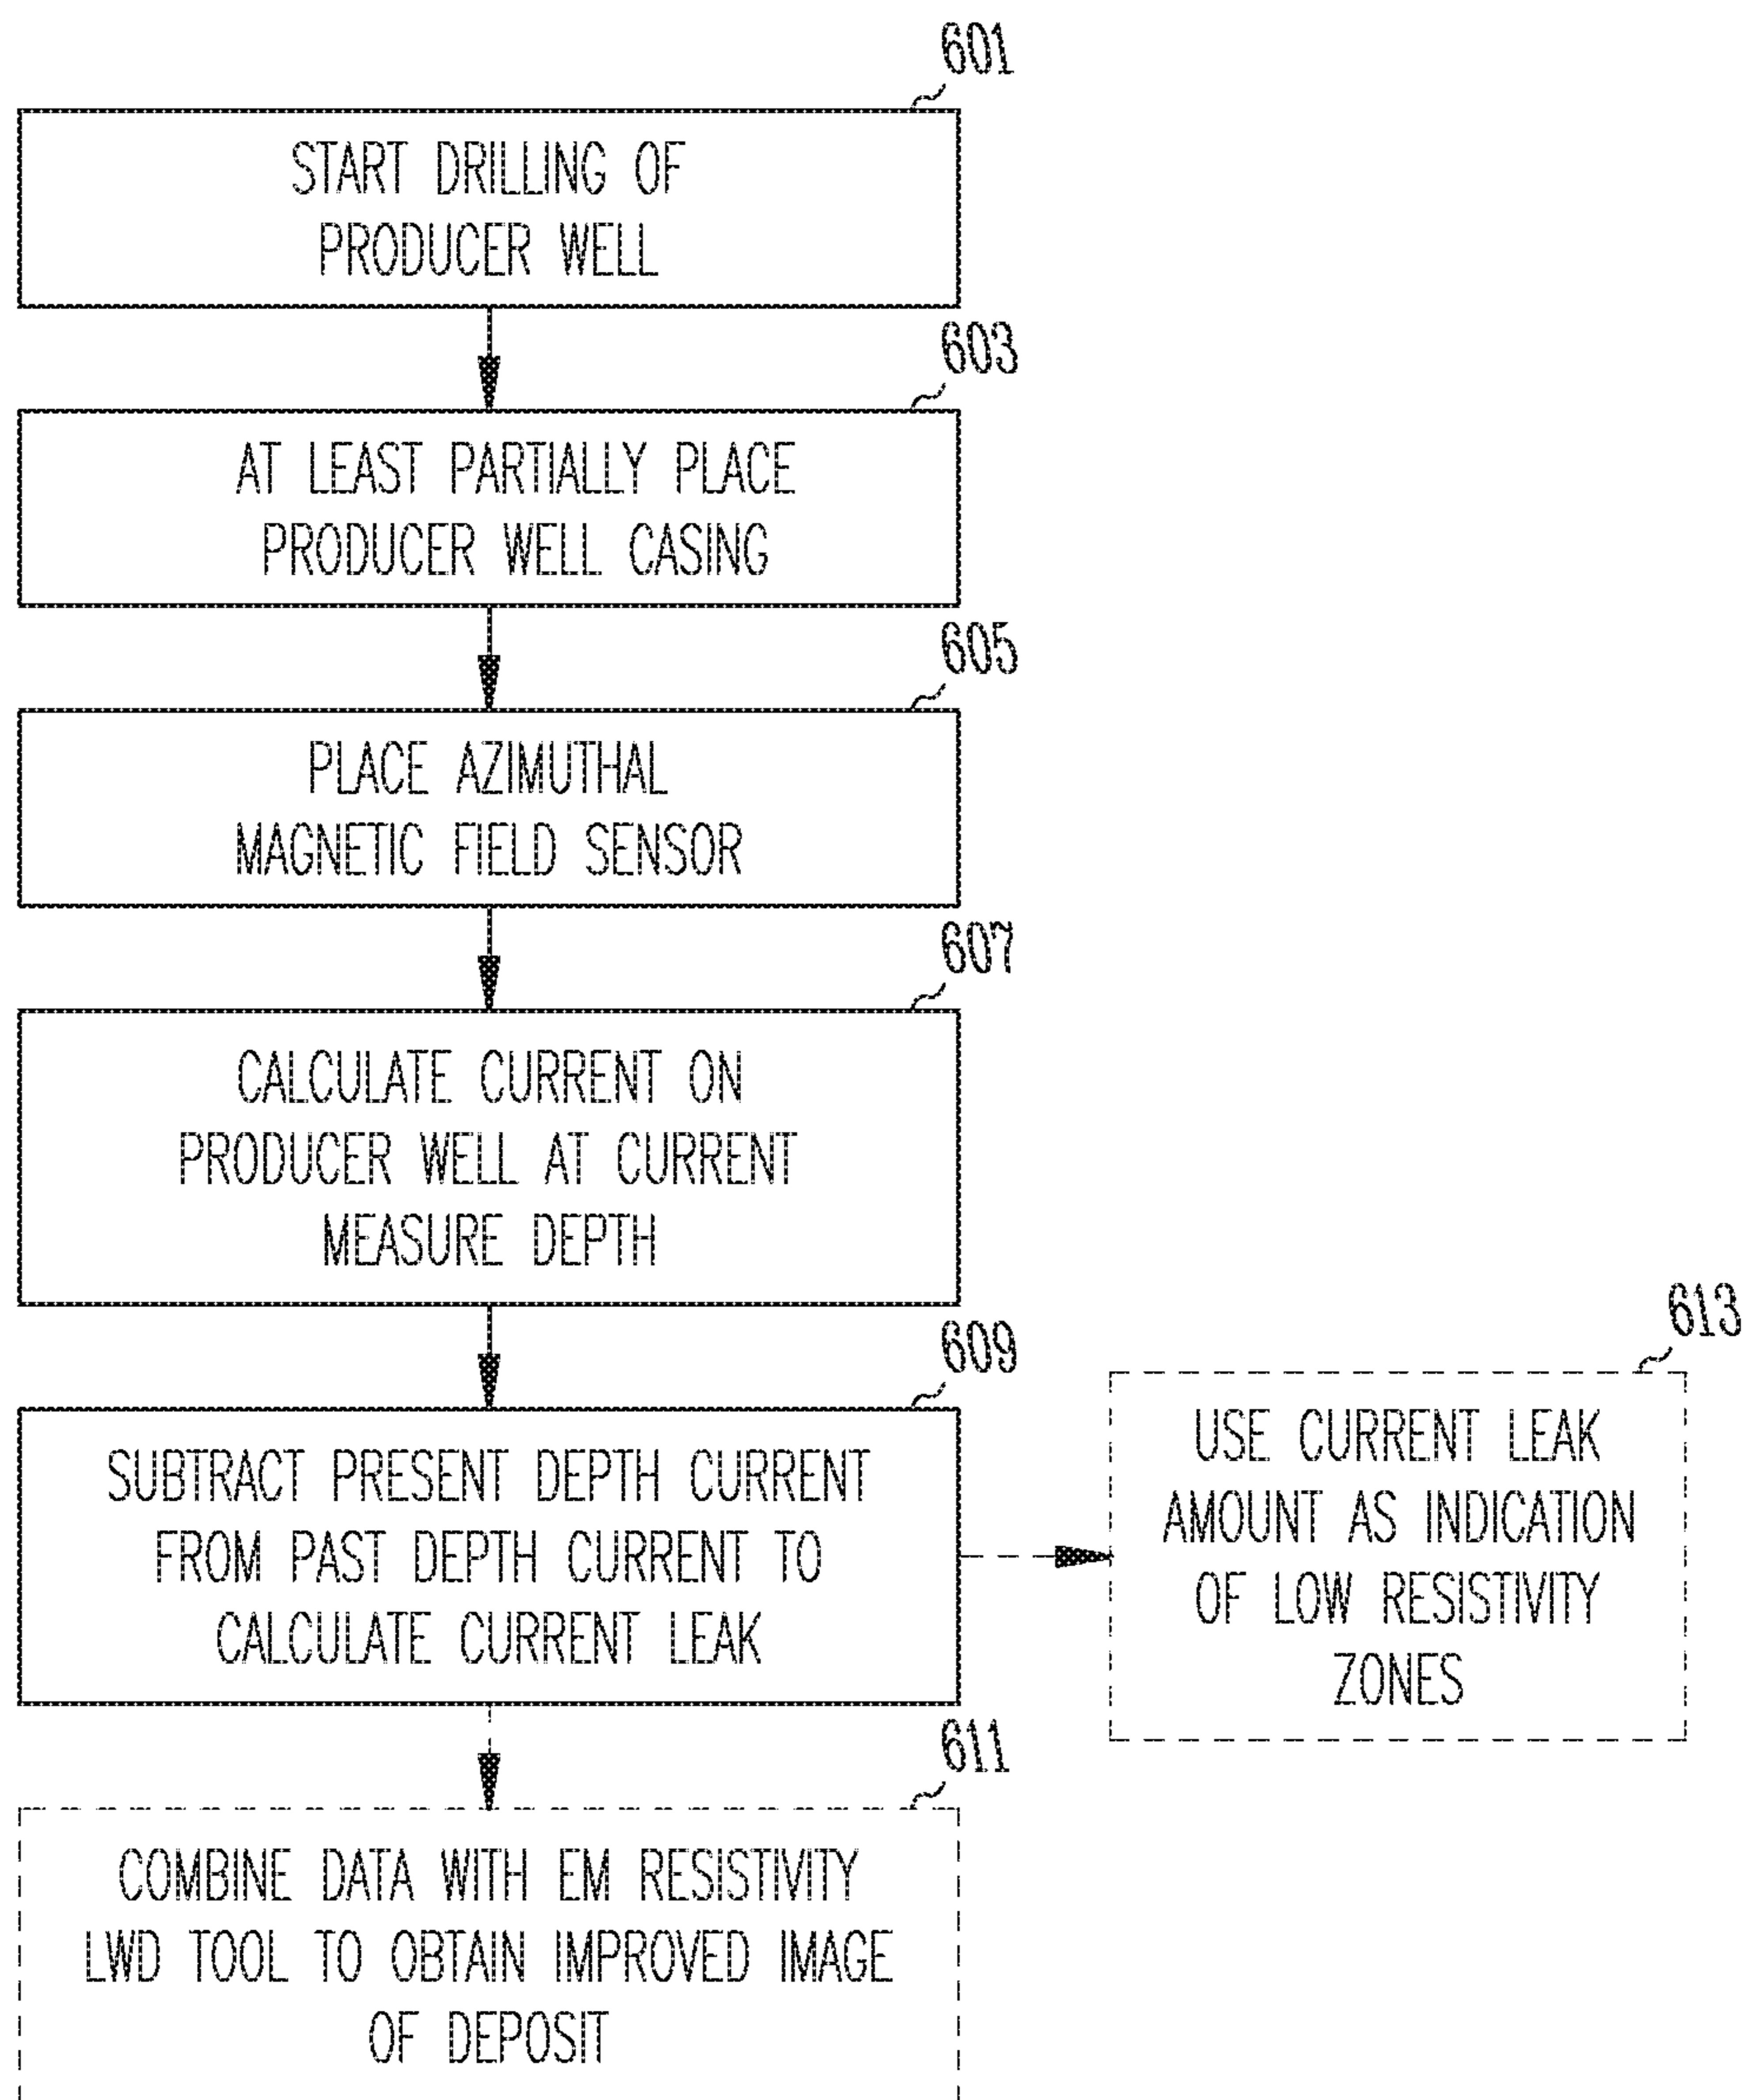 601
START DRILLING OF
PRODUCER WELL
603
AT LEAST PARTIALLY PLACE
PRODUCER WELL CASING
605
PLACE AZIMUTHAL
MAGNETIC FIELD SENSOR
607
CALCULATE CURRENT ON
PRODUCER WELL AT CURRENT
MEASURE DEPTH
609
SUBTRACT PRESENT DEPTH CURRENT
FROM PAST DEPTH CURRENT TO
CALCULATE CURRENT LEAK
613
USE CURRENT LEAK
AMOUNT AS INDICATION
OF LOW RESISTIVITY
ZONES
611
COMBINE DATA WITH EM RESISTIVITY
LWD TOOL TO OBTAIN IMPROVED IMAGE
OF DEPOSIT